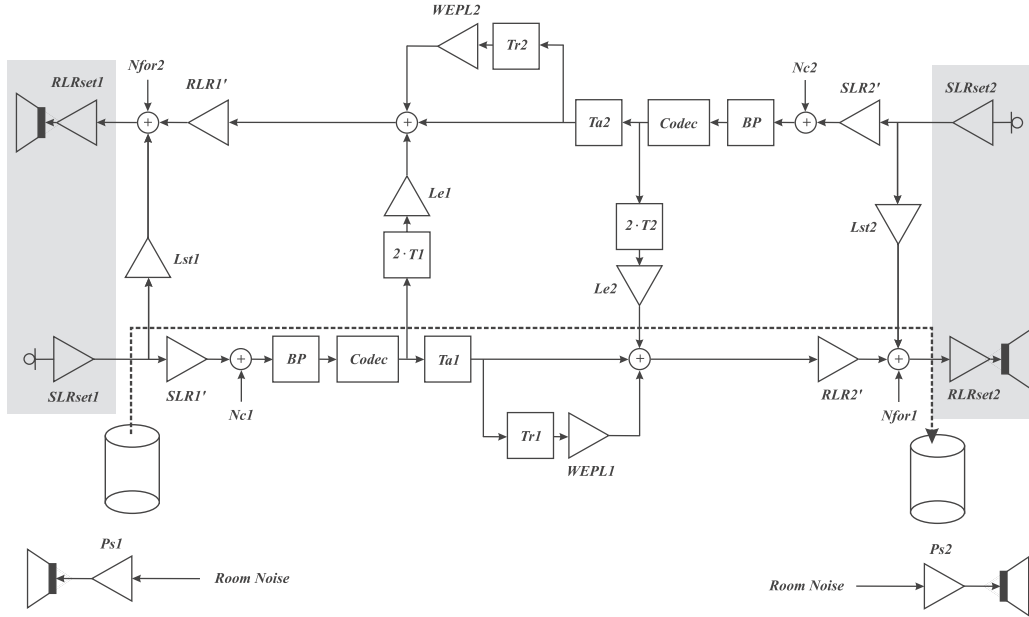 WEPL2
Tr2
Nfor2
RLRset1
RLR1'
Nc2
SLR2'
SLRset2
+
+
Ta2
Codec
BP
+
Le1
2·T1
2·T2
Lst1
Lst2
Le2
SLRset1
SLR1'
+
Nc1
BP
Codec
Ta1
+
RLR2'
+
Nfor1
RLRset2
Tr1
WEPL1
Ps1
Room Noise
Ps2
Room Noise